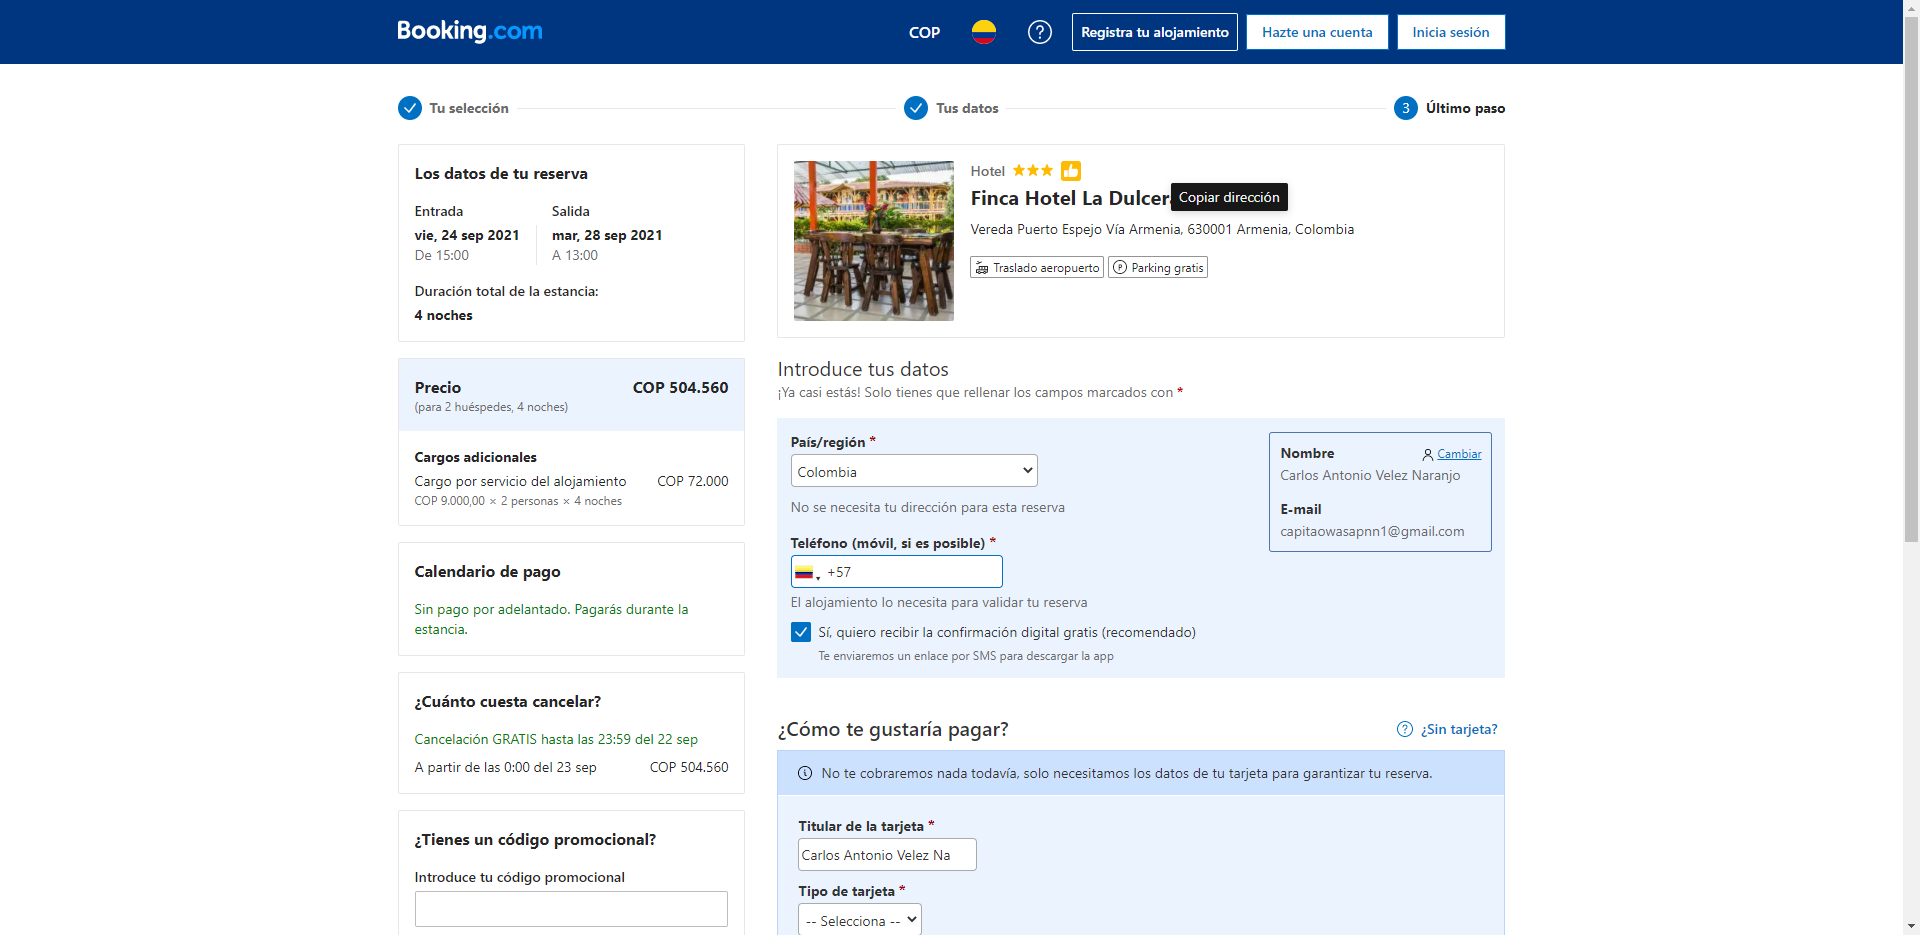 Booking.com
COP
Registra tu alojamiento
Hazte una cuenta
Inicia sesión
Tu selección
Tus datos
3 Último paso
Los datos de tu reserva
Entrada
vie, 24 sep 2021
De 15:00
Salida
mar, 28 sep 2021
A 13:00
Duración total de la estancia:
4 noches
Precio COP 504.560
(para 2 huéspedes, 4 noches)
Cargos adicionales
Cargo por servicio del alojamiento COP 72.000
COP 9.000,00 × 2 personas × 4 noches
Calendario de pago
Sin pago por adelantado. Pagarás durante la
estancia.
¿Cuánto cuesta cancelar?
Cancelación GRATIS hasta las 23:59 del 22 sep
A partir de las 0:00 del 23 sep COP 504.560
¿Tienes un código promocional?
Introduce tu código promocional
Hotel
Finca Hotel La Dulcer
Copiar dirección
Vereda Puerto Espejo Vía Armenia, 630001 Armenia, Colombia
Traslado aeropuerto
P Parking gratis
Introduce tus datos
¡Ya casi estás! Solo tienes que rellenar los campos marcados con *
País/región *
Colombia
No se necesita tu dirección para esta reserva
Teléfono (móvil, si es posible) *
+57
El alojamiento lo necesita para validar tu reserva
Sí, quiero recibir la confirmación digital gratis (recomendado)
Te enviaremos un enlace por SMS para descargar la app
Nombre Cambiar
Carlos Antonio Velez Naranjo
E-mail
capitaowasapnn1@gmail.com
¿Cómo te gustaría pagar?
¿Sin tarjeta?
No te cobraremos nada todavía, solo necesitamos los datos de tu tarjeta para garantizar tu reserva.
Titular de la tarjeta *
Carlos Antonio Velez Na
Tipo de tarjeta *
-- Selecciona --